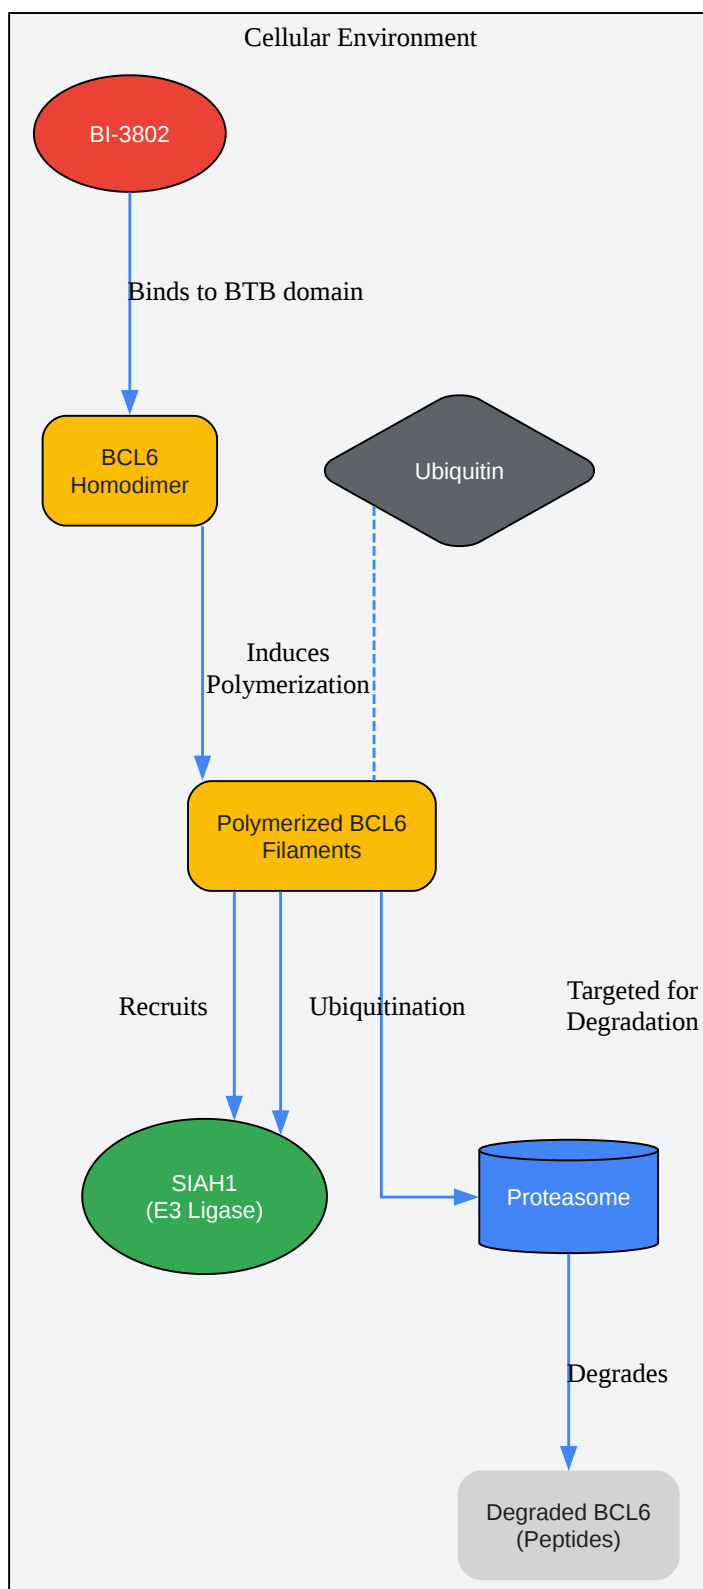 Cellular Environment
BI-3802
Binds to BTB domain
BCL6
Homodimer
Ubiquitin
Induces
Polymerization
Polymerized BCL6
Filaments
Recruits
Ubiquitination
Targeted for
Degradation
SIAH1
(E3 Ligase)
Proteasome
Degrades
Degraded BCL6
(Peptides)